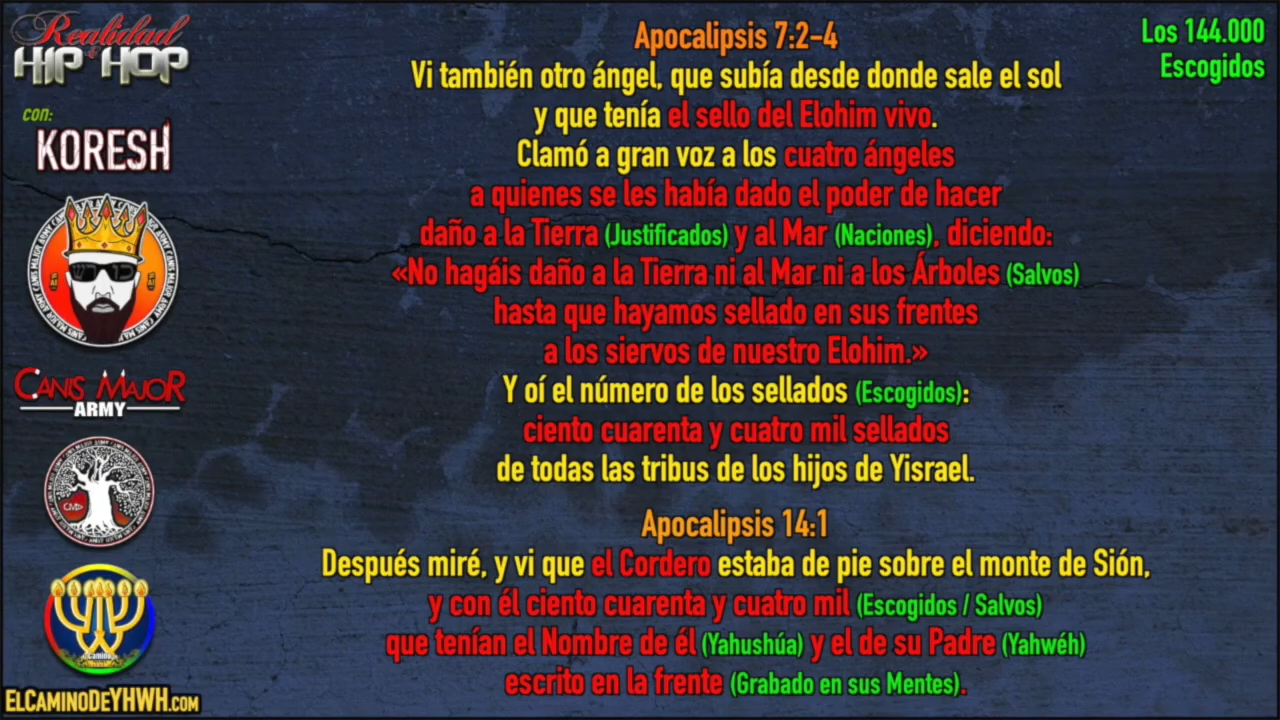 Realidad
HIP HOP
con:
KORESH
CANIS MAJOR
ARMY
El Camino
ELCAMINODEYHWH.COM
Los 144.000
Escogidos
Apocalipsis 7:2-4
Vi también otro ángel, que subía desde donde sale el sol
y que tenía el sello del Elohim vivo.
Clamó a gran voz a los cuatro ángeles
a quienes se les había dado el poder de hacer
daño a la Tierra (Justificados) y al Mar (Naciones), diciendo:
«No hagáis daño a la Tierra ni al Mar ni a los Árboles (Salvos)
hasta que hayamos sellado en sus frentes
a los siervos de nuestro Elohim.»
Y oí el número de los sellados (Escogidos):
ciento cuarenta y cuatro mil sellados
de todas las tribus de los hijos de Yisrael.
Apocalipsis 14:1
Después miré, y vi que el Cordero estaba de pie sobre el monte de Sión,
y con él ciento cuarenta y cuatro mil (Escogidos / Salvos)
que tenían el Nombre de él (Yahushúa) y el de su Padre (Yahwéh)
escrito en la frente (Grabado en sus Mentes).